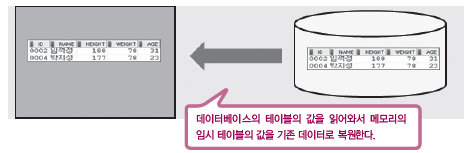 ID NAME HEIGHT WEIGHT AGE
0002 임꺽정 180 78 31
0004 박지성 177 78 23
ID NAME HEIGHT WEIGHT AGE
0002 임꺽정 180 78 31
0004 박지성 177 78 23
데이터베이스의 테이블의 값을 읽어와서 메모리의
임시 테이블의 값을 기존 데이터로 복원한다.